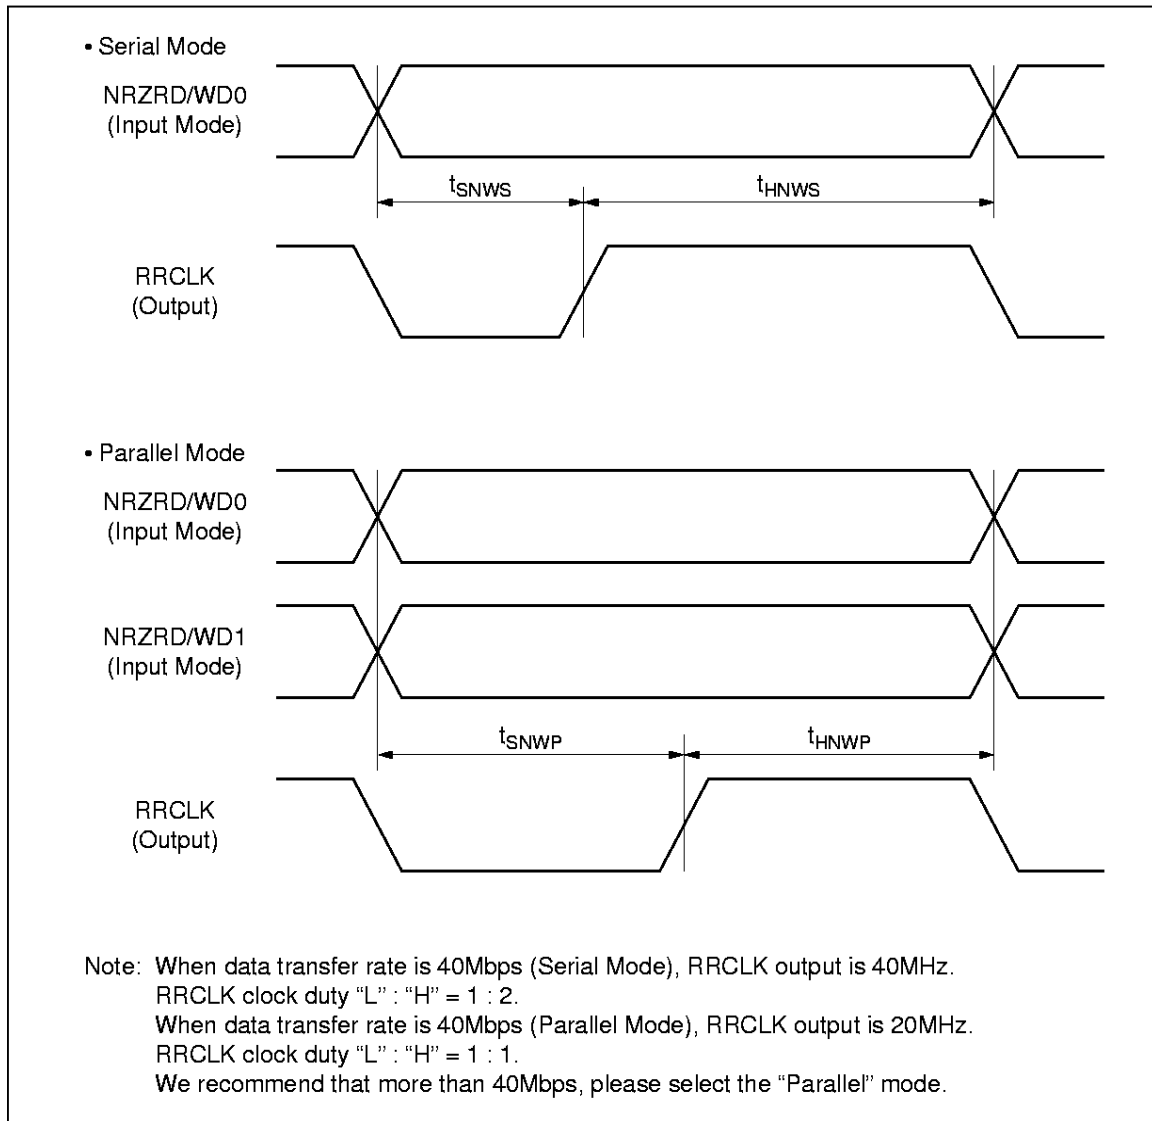 • Serial Mode
NRZRD/WD0
(Input Mode)
tSNWS
tHNWS
RRCLK
(Output)
• Parallel Mode
NRZRD/WD0
(Input Mode)
NRZRD/WD1
(Input Mode)
tSNWP
tHNWP
RRCLK
(Output)
Note: When data transfer rate is 40Mbps (Serial Mode), RRCLK output is 40MHz.
RRCLK clock duty “L” : “H” = 1 : 2.
When data transfer rate is 40Mbps (Parallel Mode), RRCLK output is 20MHz.
RRCLK clock duty “L” : “H” = 1 : 1.
We recommend that more than 40Mbps, please select the “Parallel” mode.